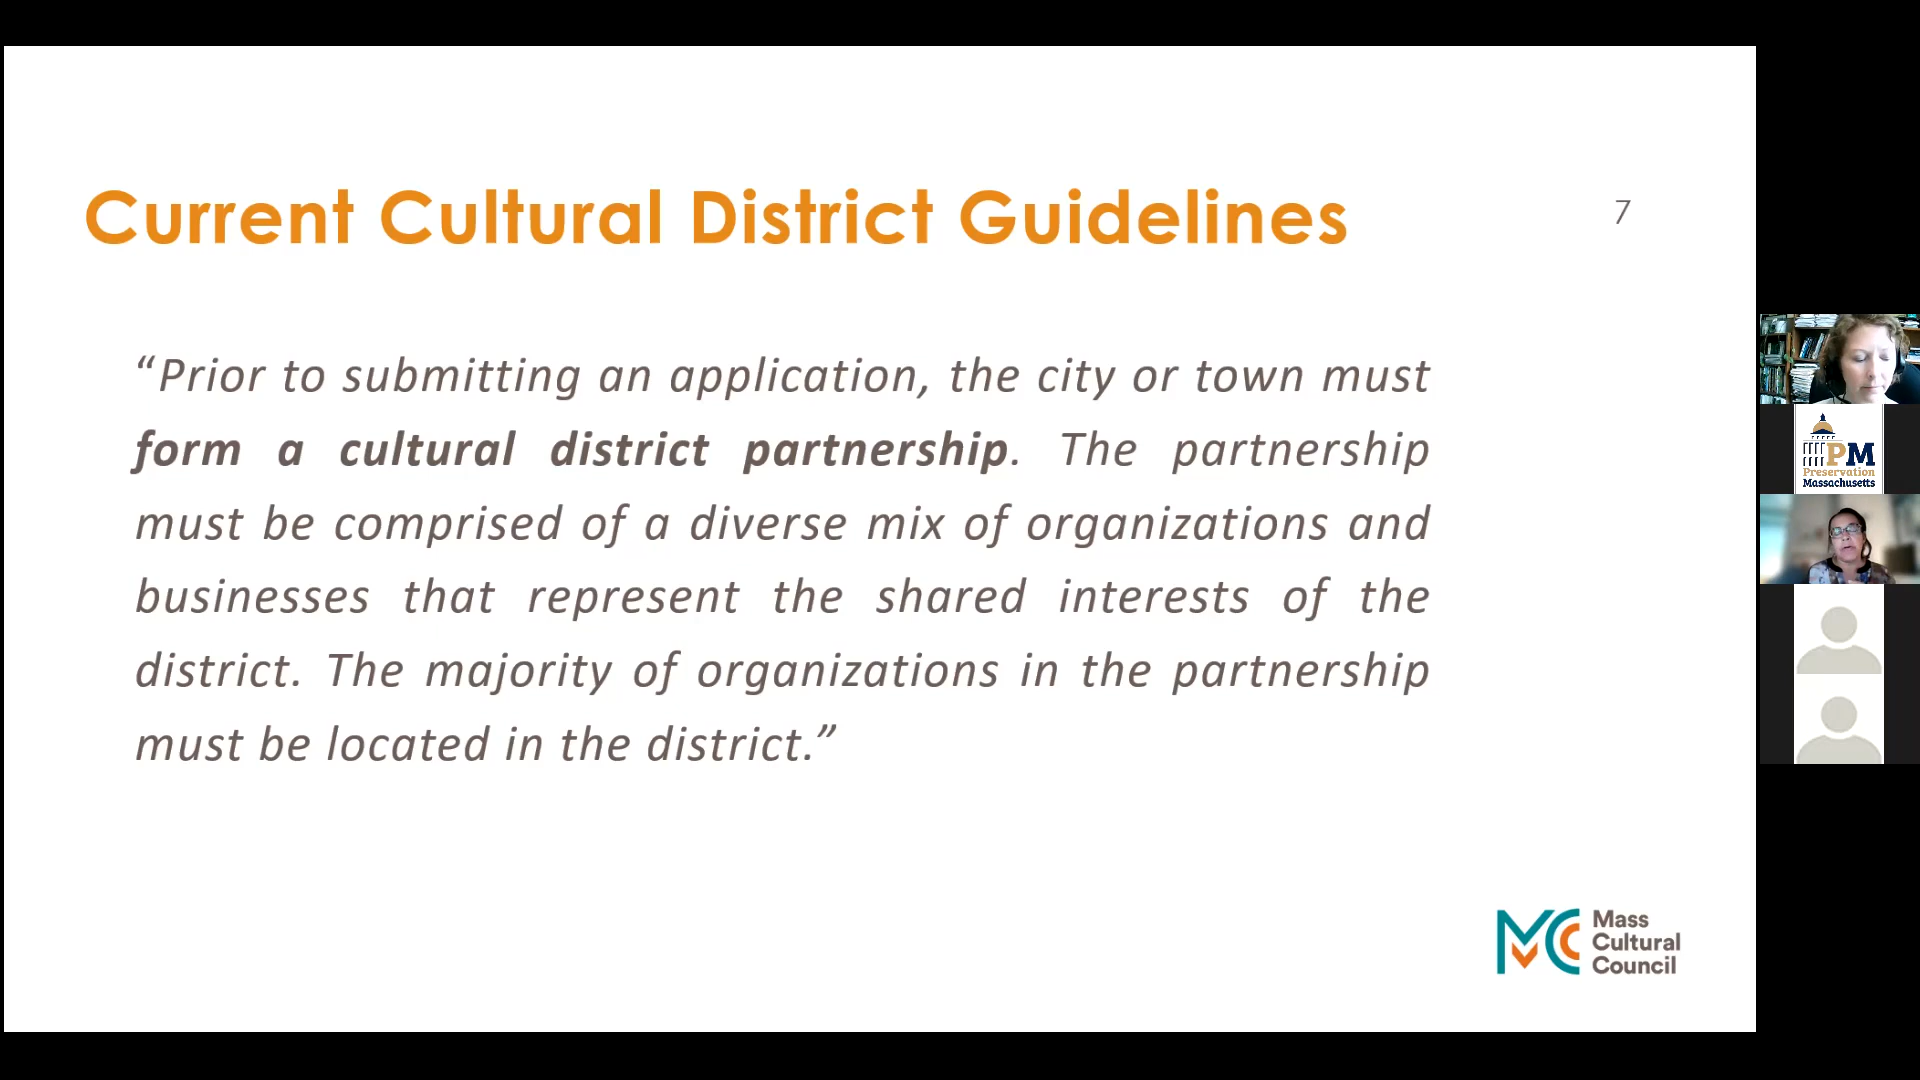 Current Cultural District Guidelines
7
“Prior to submitting an application, the city or town must
form a cultural district partnership. The partnership
must be comprised of a diverse mix of organizations and
businesses that represent the shared interests of the
district. The majority of organizations in the partnership
must be located in the district.”
PM
Preservation
Massachusetts
MCC
Mass
Cultural
Council